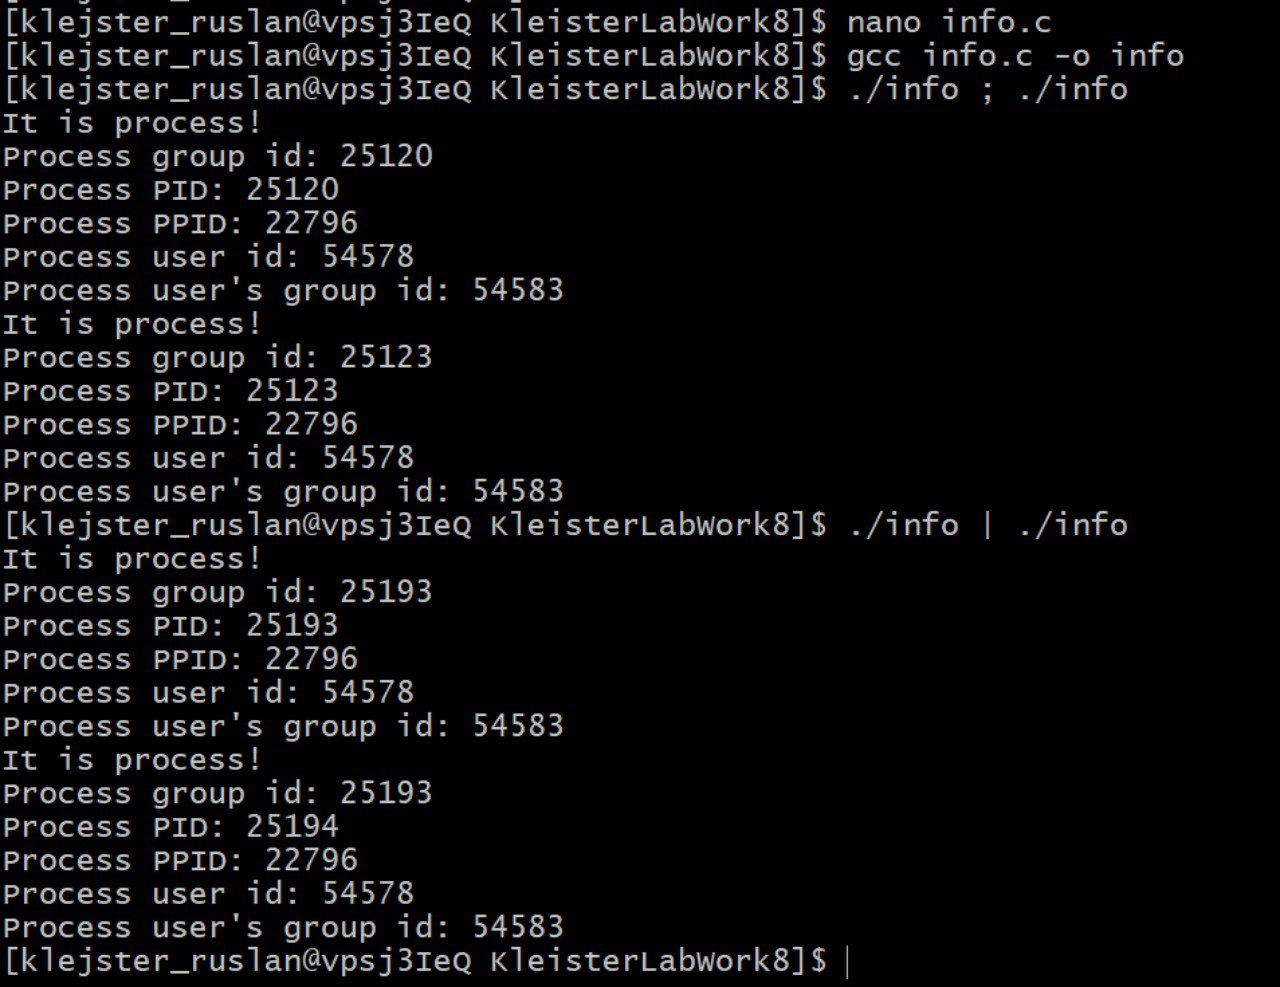 [klejster_ruslan@vpsj3IeQ KleisterLabWork8]$ nano info.c
[klejster_ruslan@vpsj3IeQ KleisterLabWork8]$ gcc info.c -o info
[klejster_ruslan@vpsj3IeQ KleisterLabWork8]$ ./info ; ./info
It is process!
Process group id: 25120
Process PID: 25120
Process PPID: 22796
Process user id: 54578
Process user's group id: 54583
It is process!
Process group id: 25123
Process PID: 25123
Process PPID: 22796
Process user id: 54578
Process user's group id: 54583
[klejster_ruslan@vpsj3IeQ KleisterLabWork8]$ ./info | ./info
It is process!
Process group id: 25193
Process PID: 25193
Process PPID: 22796
Process user id: 54578
Process user's group id: 54583
It is process!
Process group id: 25193
Process PID: 25194
Process PPID: 22796
Process user id: 54578
Process user's group id: 54583
[klejster_ruslan@vpsj3IeQ KleisterLabWork8]$